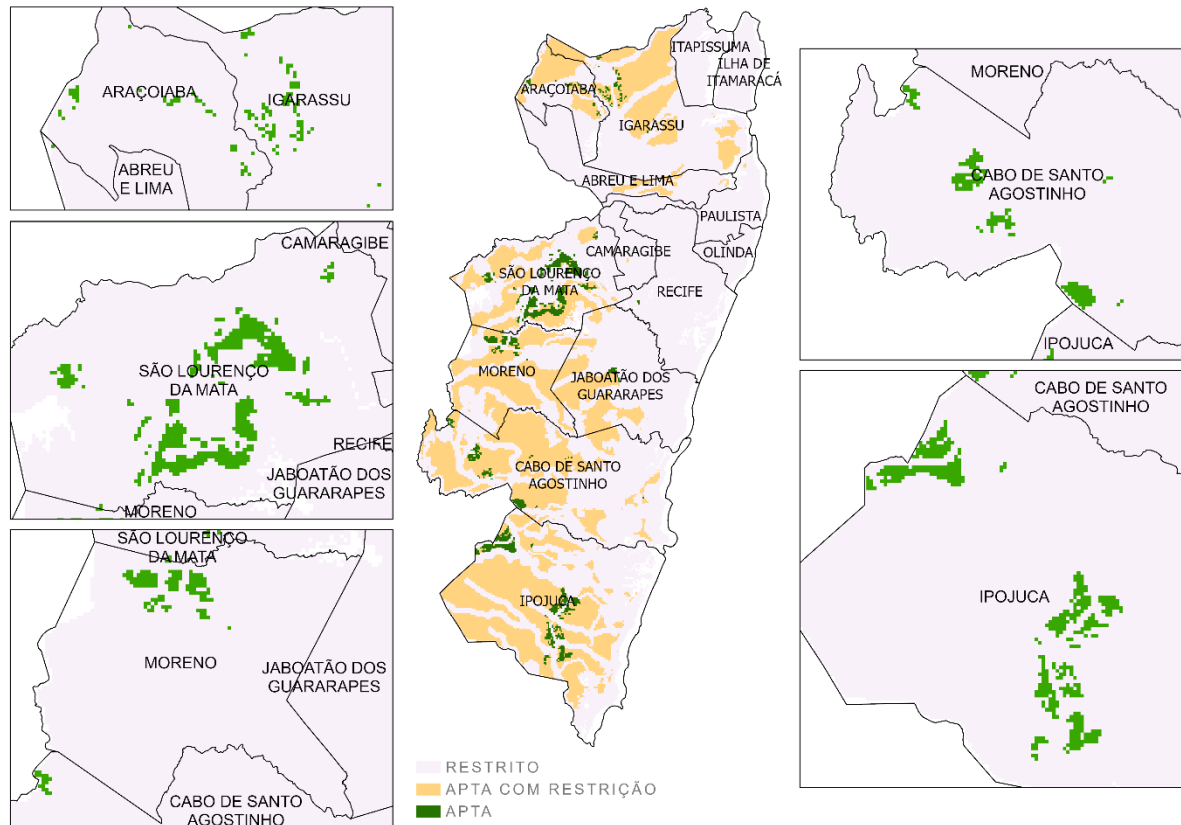 ARAÇOIABA
IGARASSU
ABREU
E LIMA
CAMARAGIBE
SÃO LOURENÇO
DA MATA
RECIFE
JABOATÃO DOS
GUARARAPES
MORENO
SÃO LOURENÇO
DA MATA
MORENO
JABOATÃO DOS
GUARARAPES
CABO DE SANTO
AGOSTINHO
ITAPISSUMA
ILHA DE
ITAMARACÁ
ARAÇOIABA
IGARASSU
ABREU E LIMA
PAULISTA
CAMARAGIBE
OLINDA
SÃO LOURENÇO
DA MATA
RECIFE
MORENO
JABOATÃO DOS
GUARARAPES
CABO DE SANTO
AGOSTINHO
IPOJUCA
RESTRITO
APTA COM RESTRIÇÃO
APTA
MORENO
CABO DE SANTO
AGOSTINHO
IPOJUCA
CABO DE SANTO
AGOSTINHO
IPOJUCA